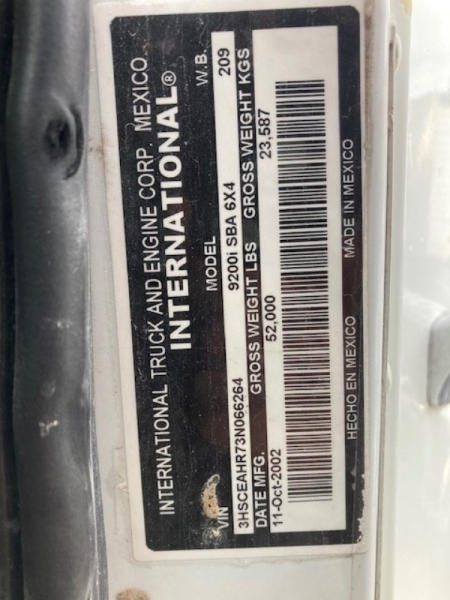 INTERNATIONAL TRUCK AND ENGINE CORP. MEXICO
INTERNATIONAL®
VIN MODEL W.B.
3HSCEAHR73N066264 9200i SBA 6X4 209
DATE MFG. GROSS WEIGHT LBS GROSS WEIGHT KGS
11-Oct-2002 52,000 23,587
HECHO EN MEXICO MADE IN MEXICO